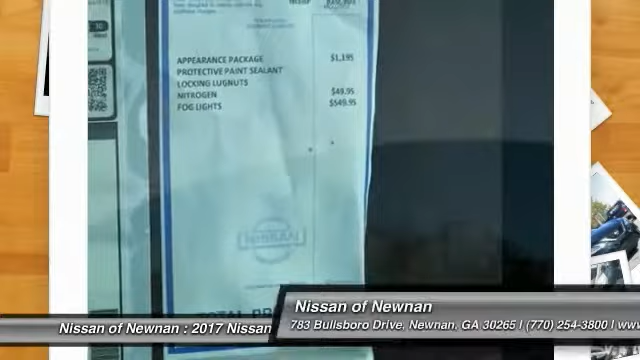 APPEARANCE PACKAGE $1,195
PROTECTIVE PAINT SEALANT
LOCKING LUGNUTS
NITROGEN $49.95
FOG LIGHTS $549.95
NISSAN
Nissan of Newnan
Nissan of Newnan : 2017 Nissan
783 Bullsboro Drive, Newnan, GA 30265 | (770) 254-3800 | www